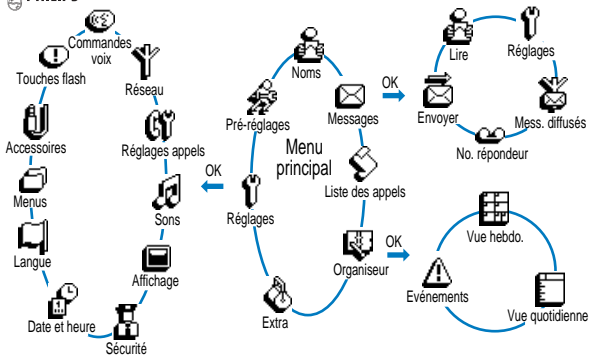 Commandes
voix
Touches flash
Réseau
Accessoires
Réglages appels
Menus
Sons
Langue
Affichage
Date et heure
Sécurité
OK
Noms
Pré-réglages
Messages
Menu
principal
Liste des appels
Réglages
Organiseur
Extra
OK
Lire
Réglages
Envoyer
Mess. diffusés
No. répondeur
OK
Vue hebdo.
Evénements
Vue quotidienne